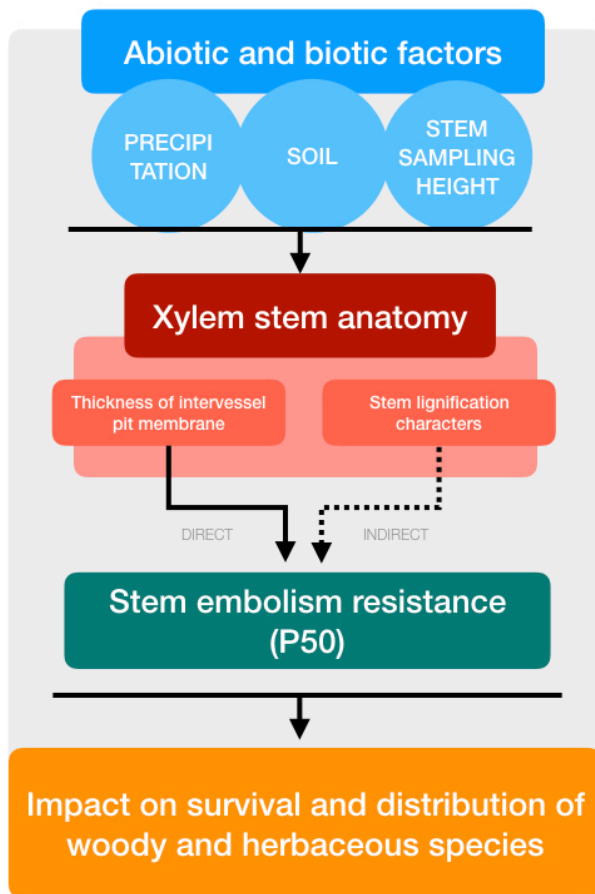 Abiotic and biotic factors
PRECIPI
TATION
SOIL
STEM
SAMPLING
HEIGHT
Xylem stem anatomy
Thickness of intervessel
pit membrane
Stem lignification
characters
DIRECT
INDIRECT
Stem embolism resistance
(P50)
Impact on survival and distribution of
woody and herbaceous species